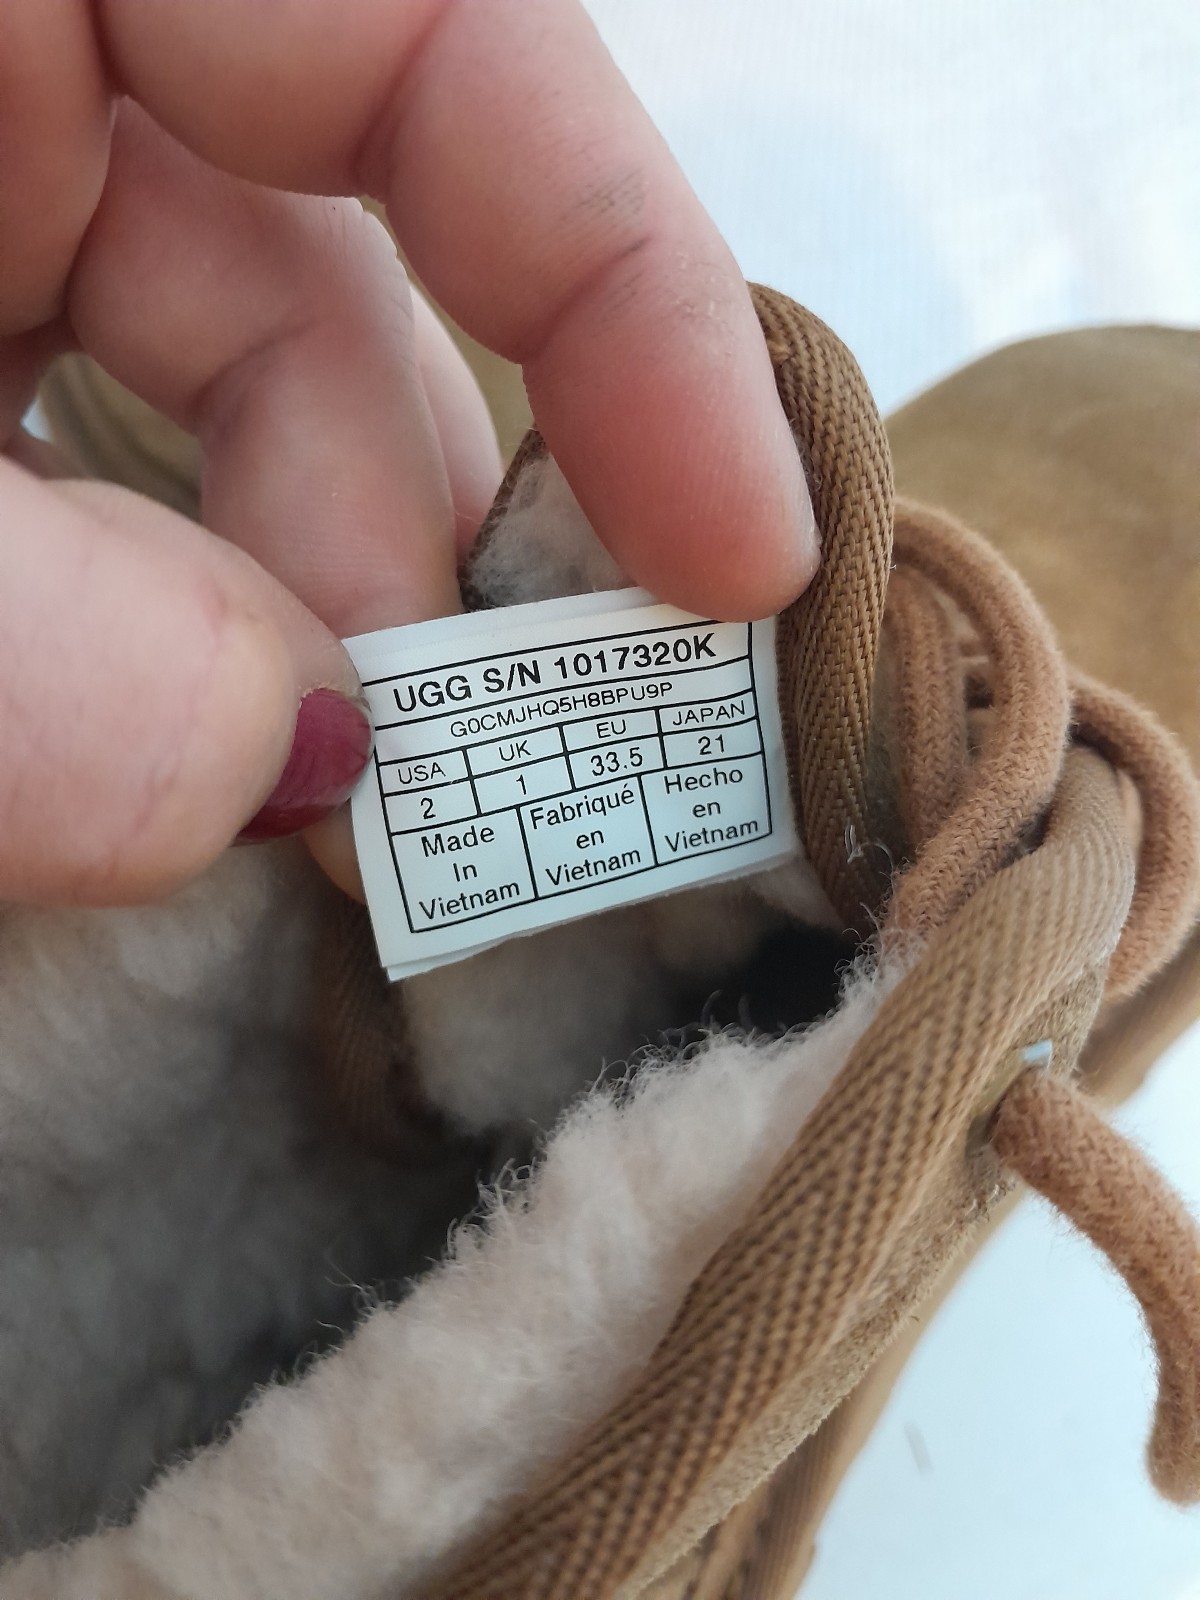 UGG S/N 1017320K
G0CMJHQ5H8BPU9P
USA UK EU JAPAN
2 1 33.5 21
Made In Vietnam
Fabriqué en Vietnam
Hecho en Vietnam